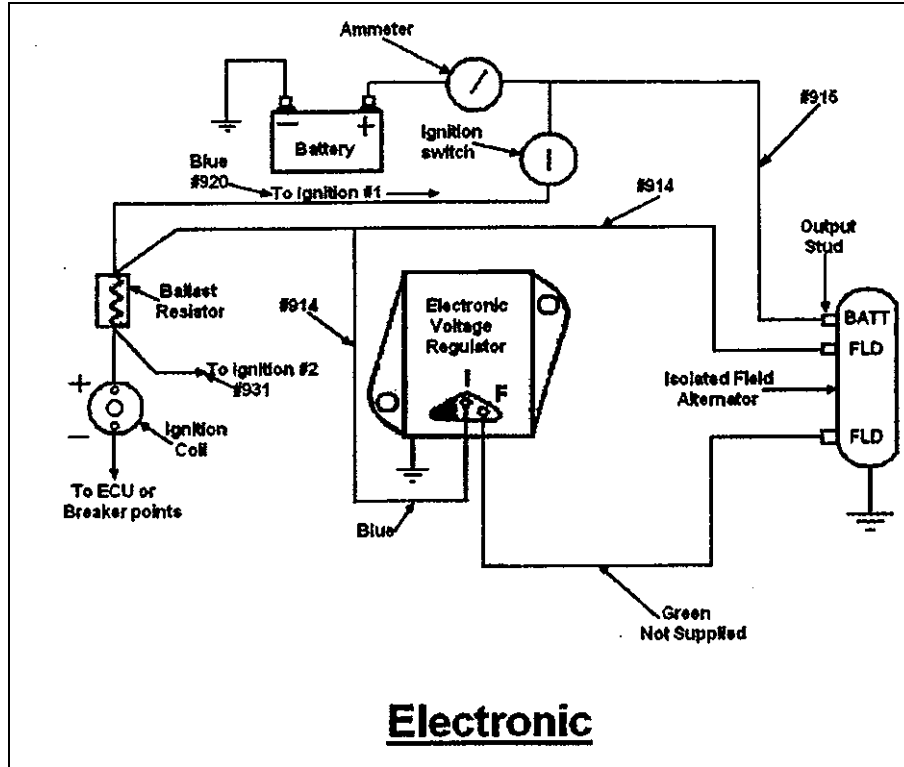 Ammeter
#915
Battery
Ignition
switch
Blue
#920
To Ignition #1
#914
Output
Stud
Ballast
Resistor
#914
Electronic
Voltage
Regulator
I
F
BATT
FLD
Isolated Field
Alternator
FLD
To Ignition #2
#931
+
−
Ignition
Coil
To ECU or
Breaker points
Blue
Green
Not Supplied
Electronic